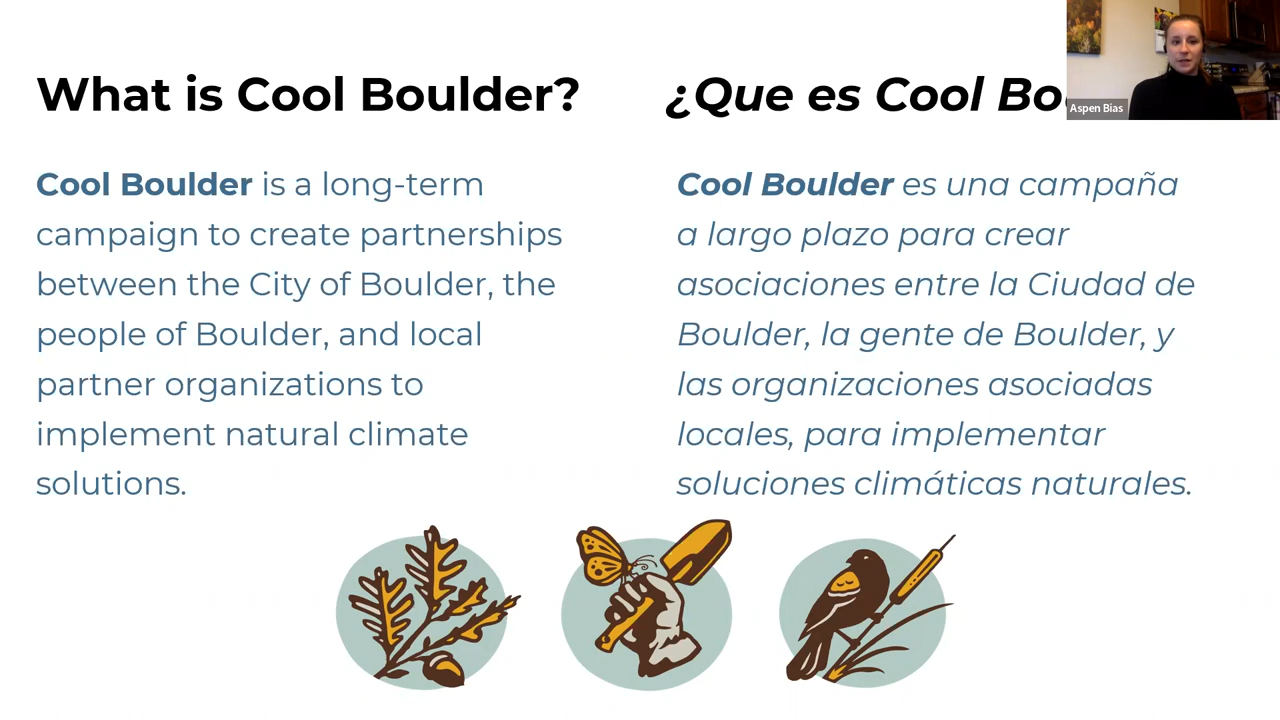 What is Cool Boulder?
Cool Boulder is a long-term
campaign to create partnerships
between the City of Boulder, the
people of Boulder, and local
partner organizations to
implement natural climate
solutions.
¿Que es Cool Bo
Cool Boulder es una campaña
a largo plazo para crear
asociaciones entre la Ciudad de
Boulder, la gente de Boulder, y
las organizaciones asociadas
locales, para implementar
soluciones climáticas naturales.
Aspen Bias